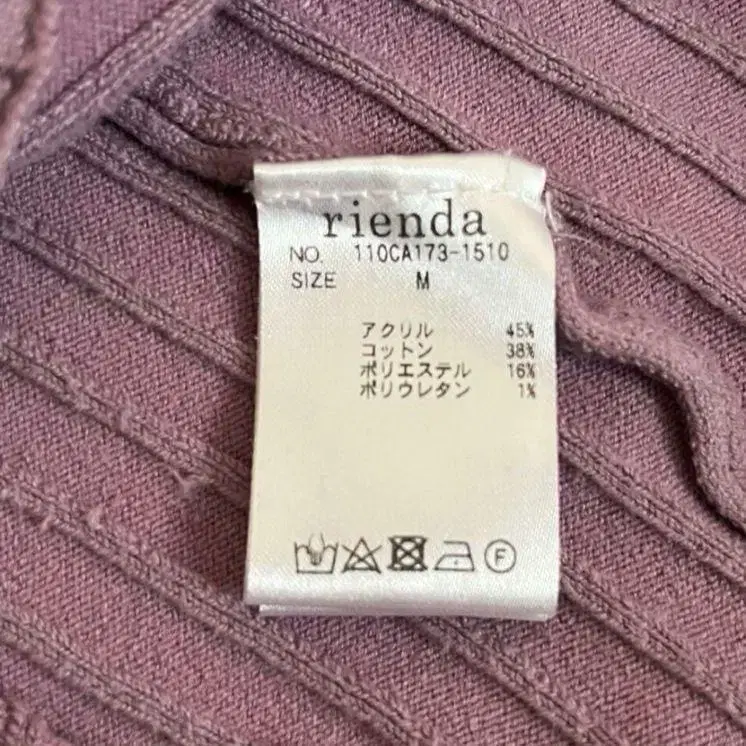 rienda
NO. 110CA173-1510
SIZE M
アクリル 45%
コットン 38%
ポリエステル 16%
ポリウレタン 1%
F